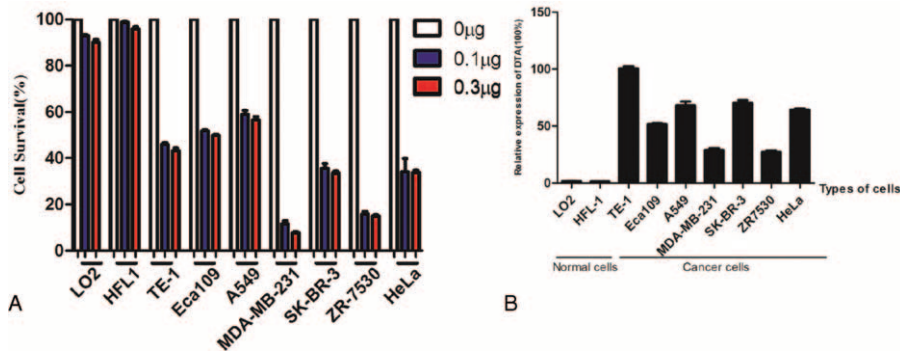 100
80
60
40
20
0
Cell Survival(%)
0μg
0.1μg
0.3μg
LO2
HFL1
TE-1
Eca109
A549
MDA-MB-231
SK-BR-3
ZR-7530
HeLa
A
150
100
50
0
Relative expression of DTA(100%)
Types of cells
LO2
HFL-1
TE-1
Eca109
A549
MDA-MB-231
SK-BR-3
ZR7530
HeLa
Normal cells
Cancer cells
B